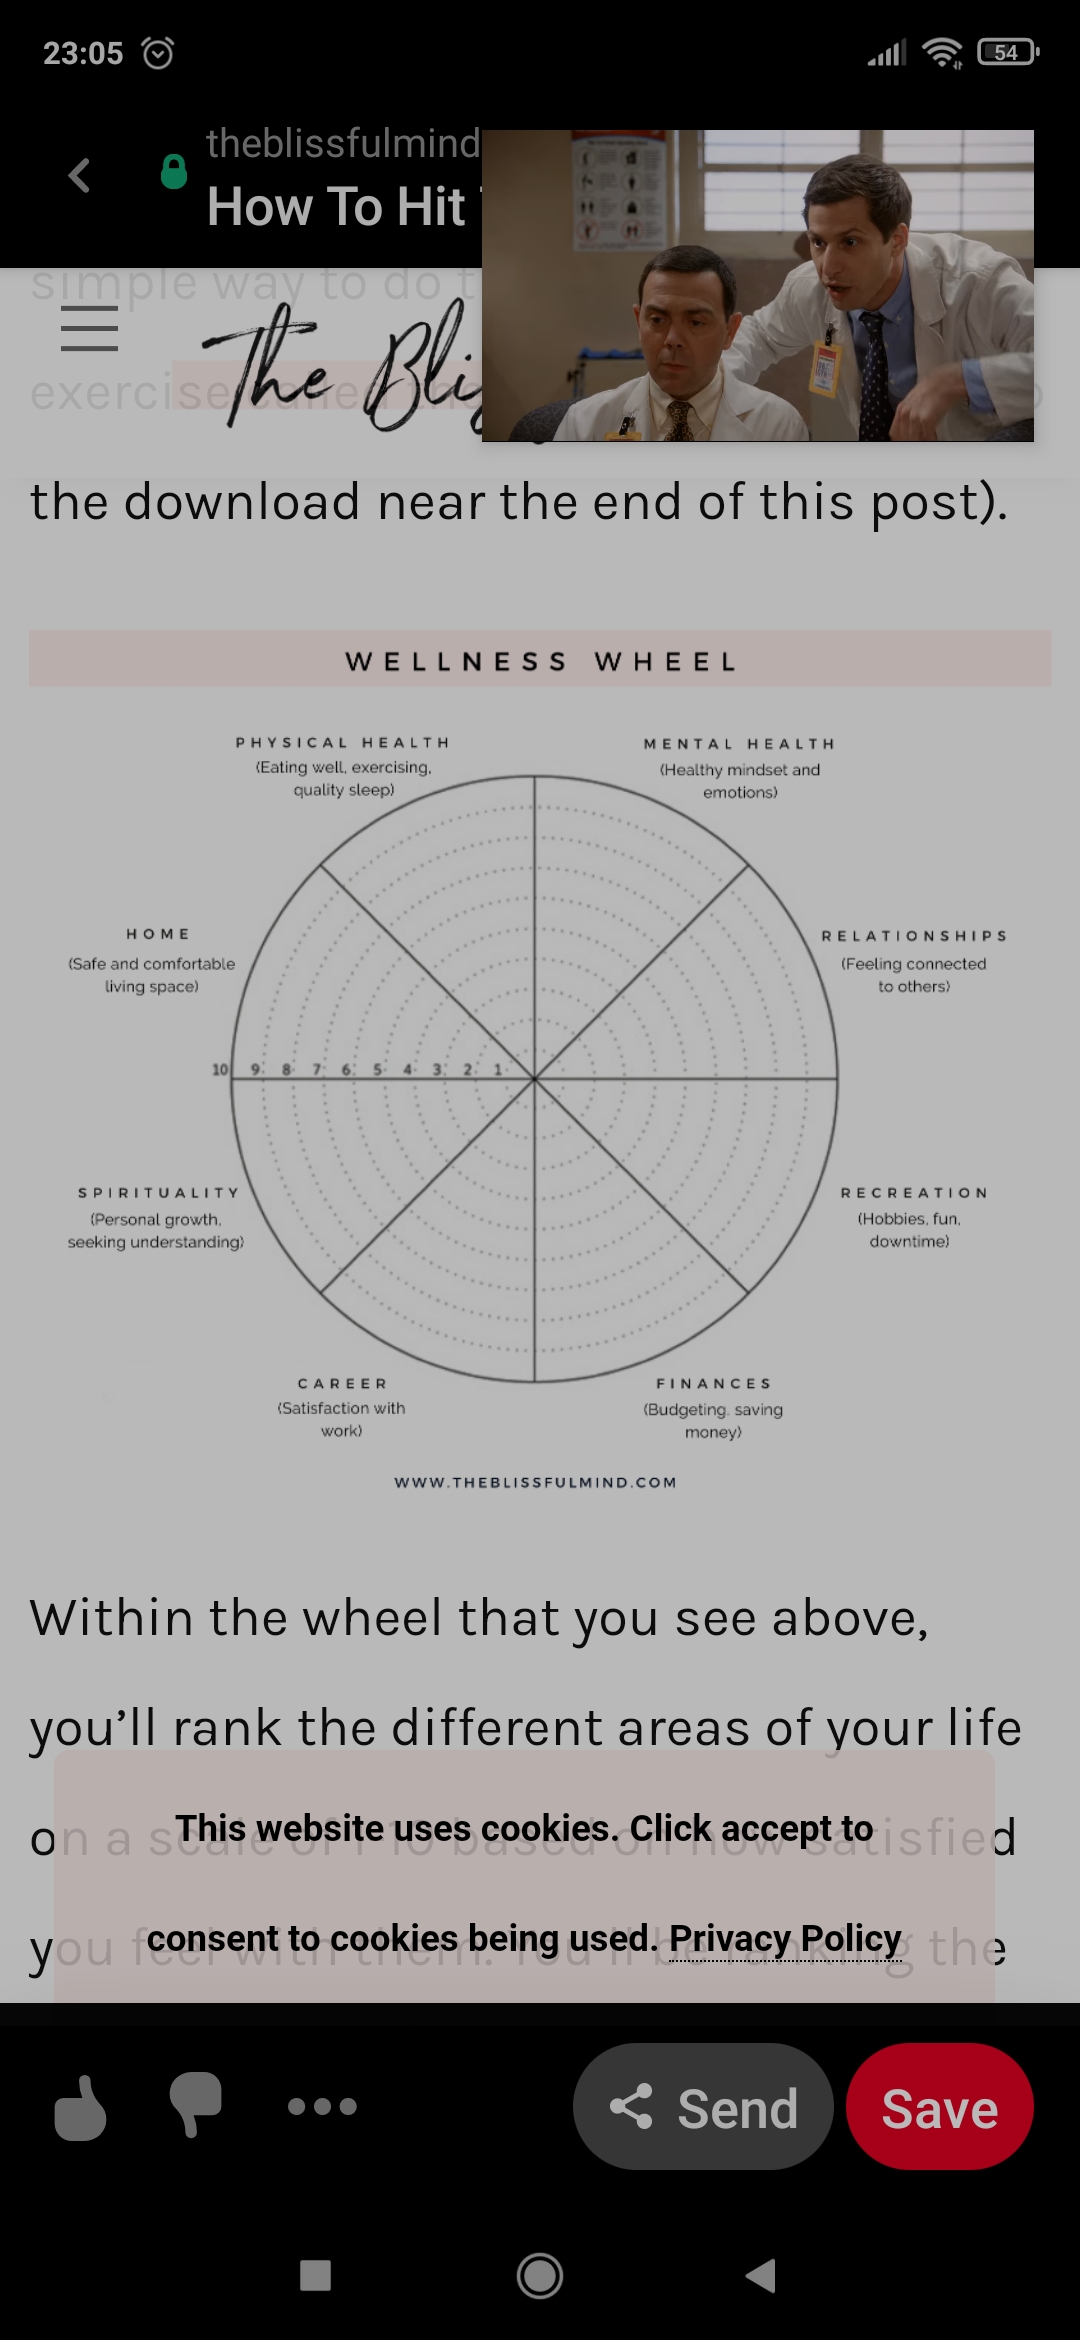 23:05
54
theblissfulmind
How To Hit
simple way to do t
exercise called the
The Blis
the download near the end of this post).
WELLNESS WHEEL
PHYSICAL HEALTH
(Eating well, exercising,
quality sleep)
MENTAL HEALTH
(Healthy mindset and
emotions)
HOME
(Safe and comfortable
living space)
RELATIONSHIPS
(Feeling connected
to others)
10 9 8 7 6 5 4 3 2 1
SPIRITUALITY
(Personal growth,
seeking understanding)
RECREATION
(Hobbies, fun,
downtime)
CAREER
(Satisfaction with
work)
FINANCES
(Budgeting, saving
money)
WWW.THEBLISSFULMIND.COM
Within the wheel that you see above,
you’ll rank the different areas of your life
on a scale of 1-10 based on how satisfied
This website uses cookies. Click accept to
you feel with them. You’ll be ranking the
consent to cookies being used. Privacy Policy
Send
Save